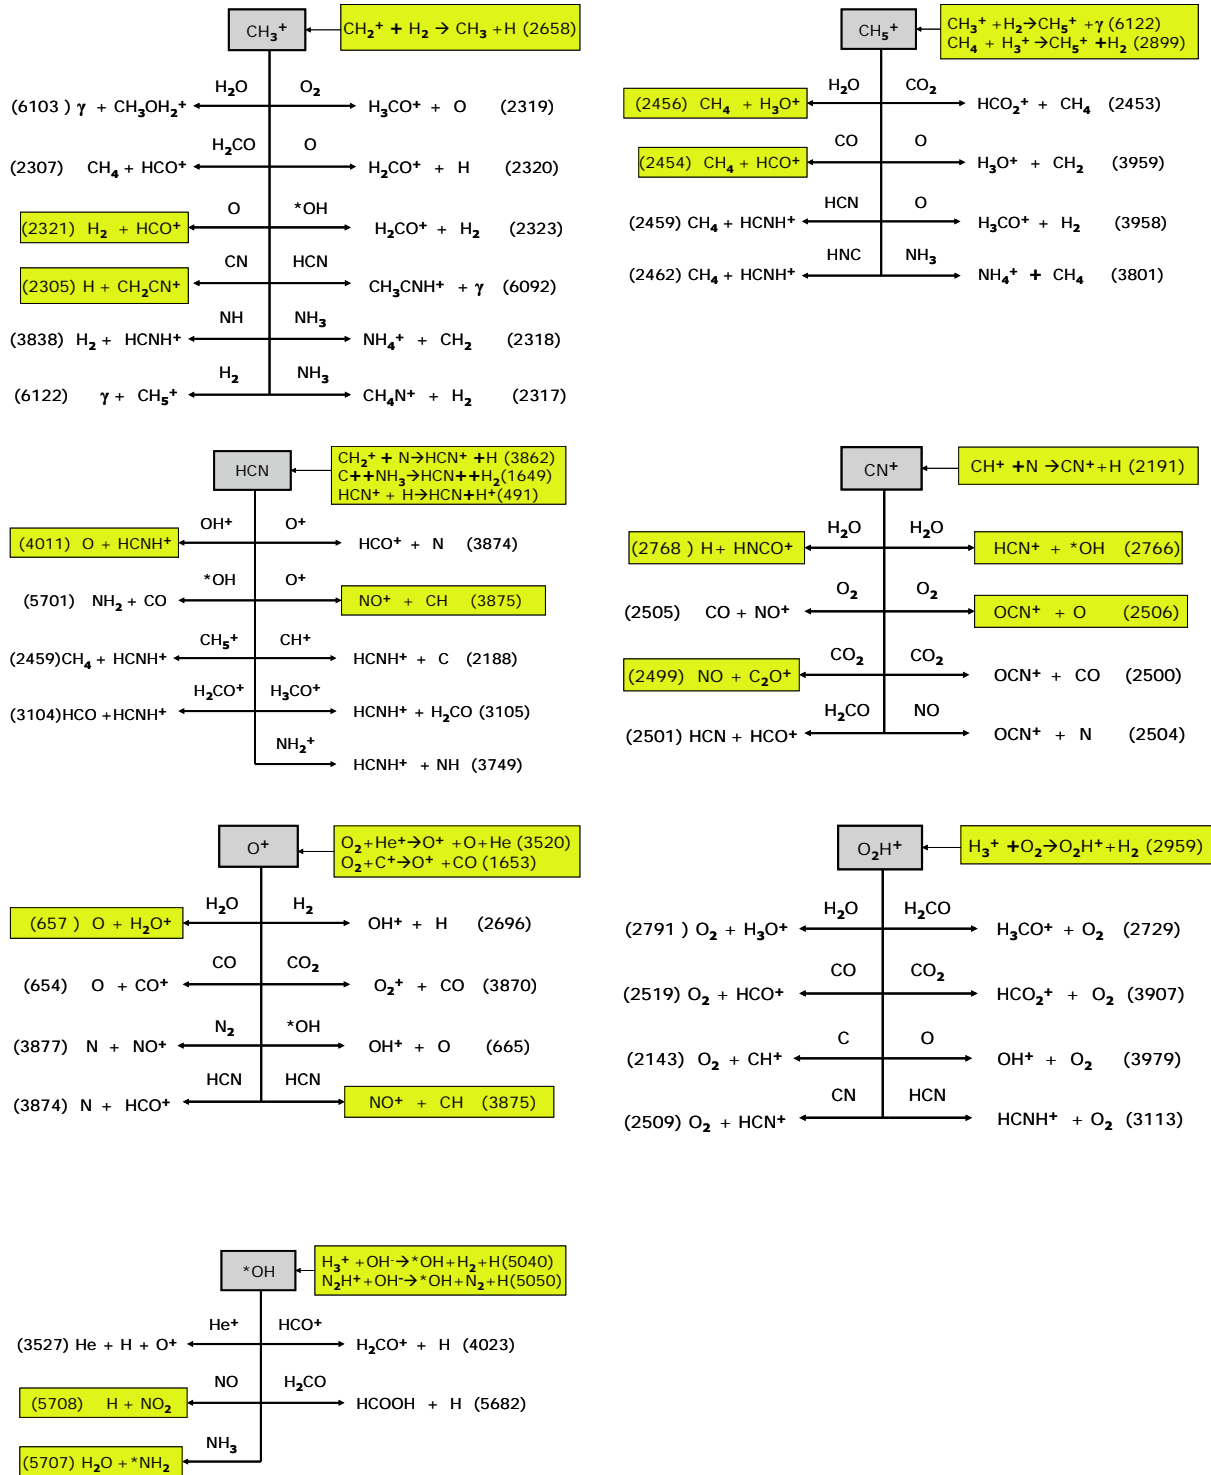 CH₃⁺
CH₂⁺ + H₂ → CH₃ +H (2658)
H₂O O₂
(6103 ) γ + CH₃OH₂⁺ H₃CO⁺ + O (2319)
H₂CO O
(2307) CH₄ + HCO⁺ H₂CO⁺ + H (2320)
O *OH
(2321) H₂ + HCO⁺ H₂CO⁺ + H₂ (2323)
CN HCN
(2305) H + CH₂CN⁺ CH₃CNH⁺ + γ (6092)
NH NH₃
(3838) H₂ + HCNH⁺ NH₄⁺ + CH₂ (2318)
H₂ NH₃
(6122) γ + CH₅⁺ CH₄N⁺ + H₂ (2317)
CH₅⁺
CH₃⁺ +H₂→CH₅⁺ +γ (6122)
CH₄ + H₃⁺ →CH₅⁺ +H₂ (2899)
H₂O CO₂
(2456) CH₄ + H₃O⁺ HCO₂⁺ + CH₄ (2453)
CO O
(2454) CH₄ + HCO⁺ H₃O⁺ + CH₂ (3959)
HCN O
(2459) CH₄ + HCNH⁺ H₃CO⁺ + H₂ (3958)
HNC NH₃
(2462) CH₄ + HCNH⁺ NH₄⁺ + CH₄ (3801)
HCN
CH₂⁺ + N→HCN⁺ +H (3862)
C++NH₃→HCN++H₂(1649)
HCN⁺ + H→HCN+H⁺(491)
OH⁺ O⁺
(4011) O + HCNH⁺ HCO⁺ + N (3874)
*OH O⁺
(5701) NH₂ + CO NO⁺ + CH (3875)
CH₅⁺ CH⁺
(2459)CH₄ + HCNH⁺ HCNH⁺ + C (2188)
H₂CO⁺ H₃CO⁺
(3104)HCO +HCNH⁺ HCNH⁺ + H₂CO (3105)
NH₂⁺
HCNH⁺ + NH (3749)
CN⁺
CH⁺ +N →CN⁺+H (2191)
H₂O H₂O
(2768 ) H+ HNCO⁺ HCN⁺ + *OH (2766)
O₂ O₂
(2505) CO + NO⁺ OCN⁺ + O (2506)
CO₂ CO₂
(2499) NO + C₂O⁺ OCN⁺ + CO (2500)
H₂CO NO
(2501) HCN + HCO⁺ OCN⁺ + N (2504)
O⁺
O₂+He⁺→O⁺ +O+He (3520)
O₂+C⁺→O⁺ +CO (1653)
H₂O H₂
(657 ) O + H₂O⁺ OH⁺ + H (2696)
CO CO₂
(654) O + CO⁺ O₂⁺ + CO (3870)
N₂ *OH
(3877) N + NO⁺ OH⁺ + O (665)
HCN HCN
(3874) N + HCO⁺ NO⁺ + CH (3875)
O₂H⁺
H₃⁺ +O₂→O₂H⁺+H₂ (2959)
H₂O H₂CO
(2791 ) O₂ + H₃O⁺ H₃CO⁺ + O₂ (2729)
CO CO₂
(2519) O₂ + HCO⁺ HCO₂⁺ + O₂ (3907)
C O
(2143) O₂ + CH⁺ OH⁺ + O₂ (3979)
CN HCN
(2509) O₂ + HCN⁺ HCNH⁺ + O₂ (3113)
*OH
H₃⁺ +OH⁻→*OH+H₂+H(5040)
N₂H⁺+OH⁻→*OH+N₂+H(5050)
He⁺ HCO⁺
(3527) He + H + O⁺ H₂CO⁺ + H (4023)
NO H₂CO
(5708) H + NO₂ HCOOH + H (5682)
NH₃
(5707) H₂O + *NH₂